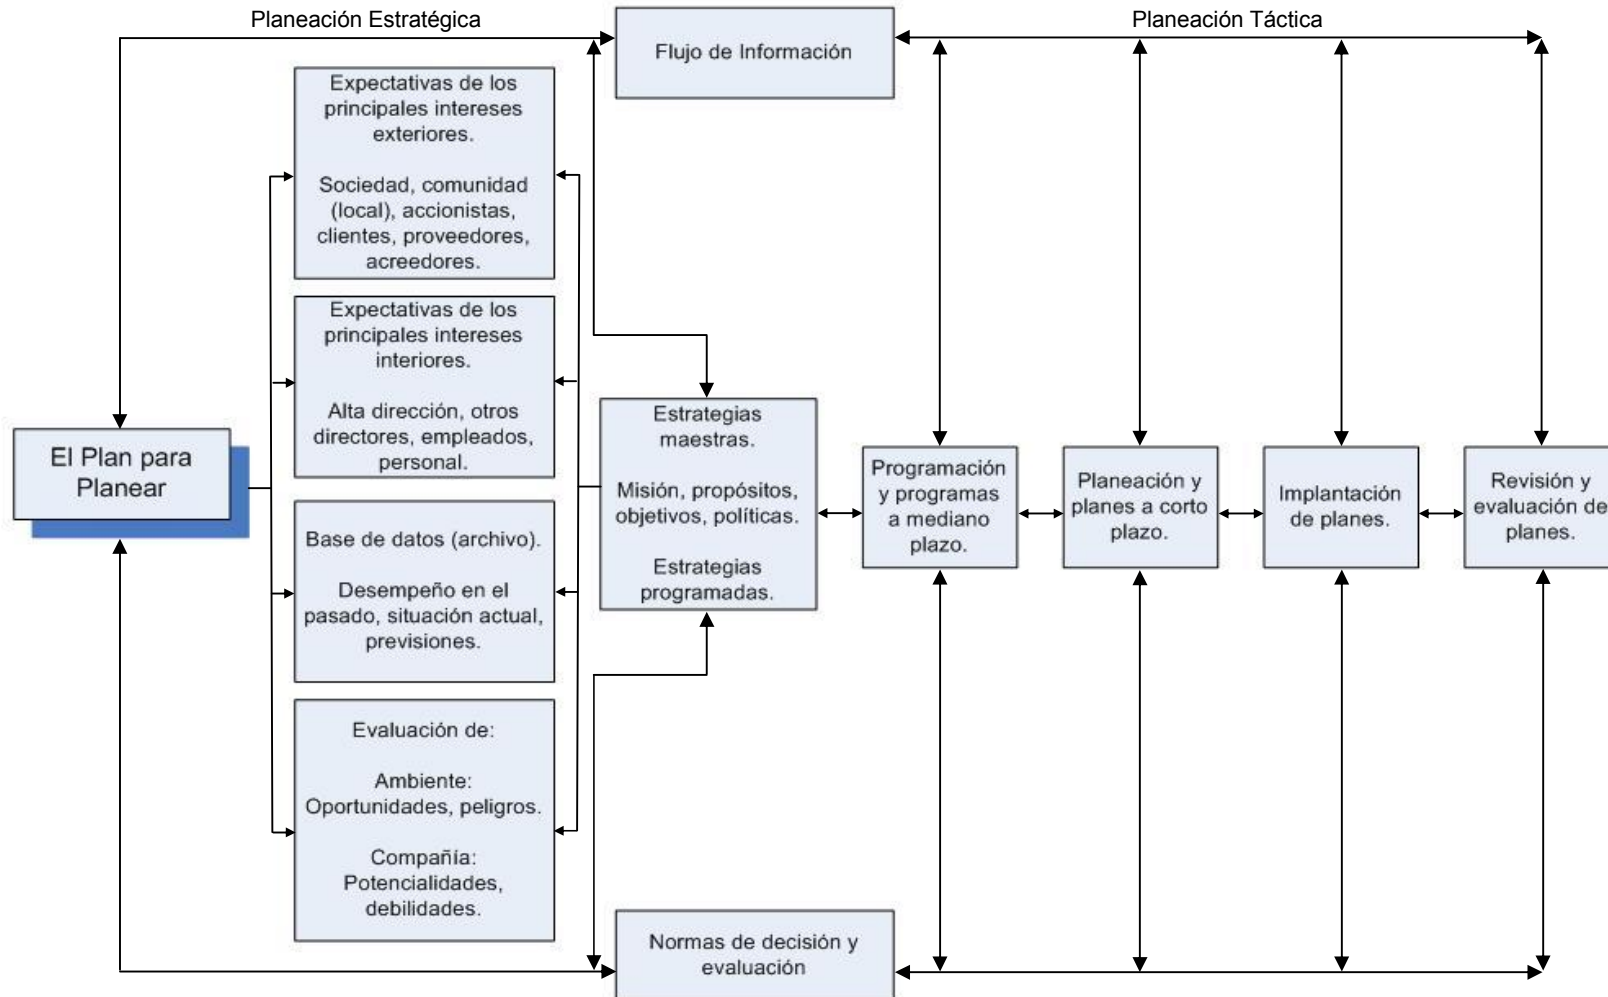 Planeación Estratégica
Planeación Táctica
Flujo de Información
Expectativas de los
principales intereses
exteriores.
Sociedad, comunidad
(local), accionistas,
clientes, proveedores,
acreedores.
Expectativas de los
principales intereses
interiores.
Alta dirección, otros
directores, empleados,
personal.
El Plan para
Planear
Base de datos (archivo).
Desempeño en el
pasado, situación actual,
previsiones.
Evaluación de:
Ambiente:
Oportunidades, peligros.
Compañía:
Potencialidades,
debilidades.
Estrategias
maestras.
Misión, propósitos,
objetivos, políticas.
Estrategias
programadas.
Programación
y programas
a mediano
plazo.
Planeación y
planes a corto
plazo.
Implantación
de planes.
Revisión y
evaluación de
planes.
Normas de decisión y
evaluación